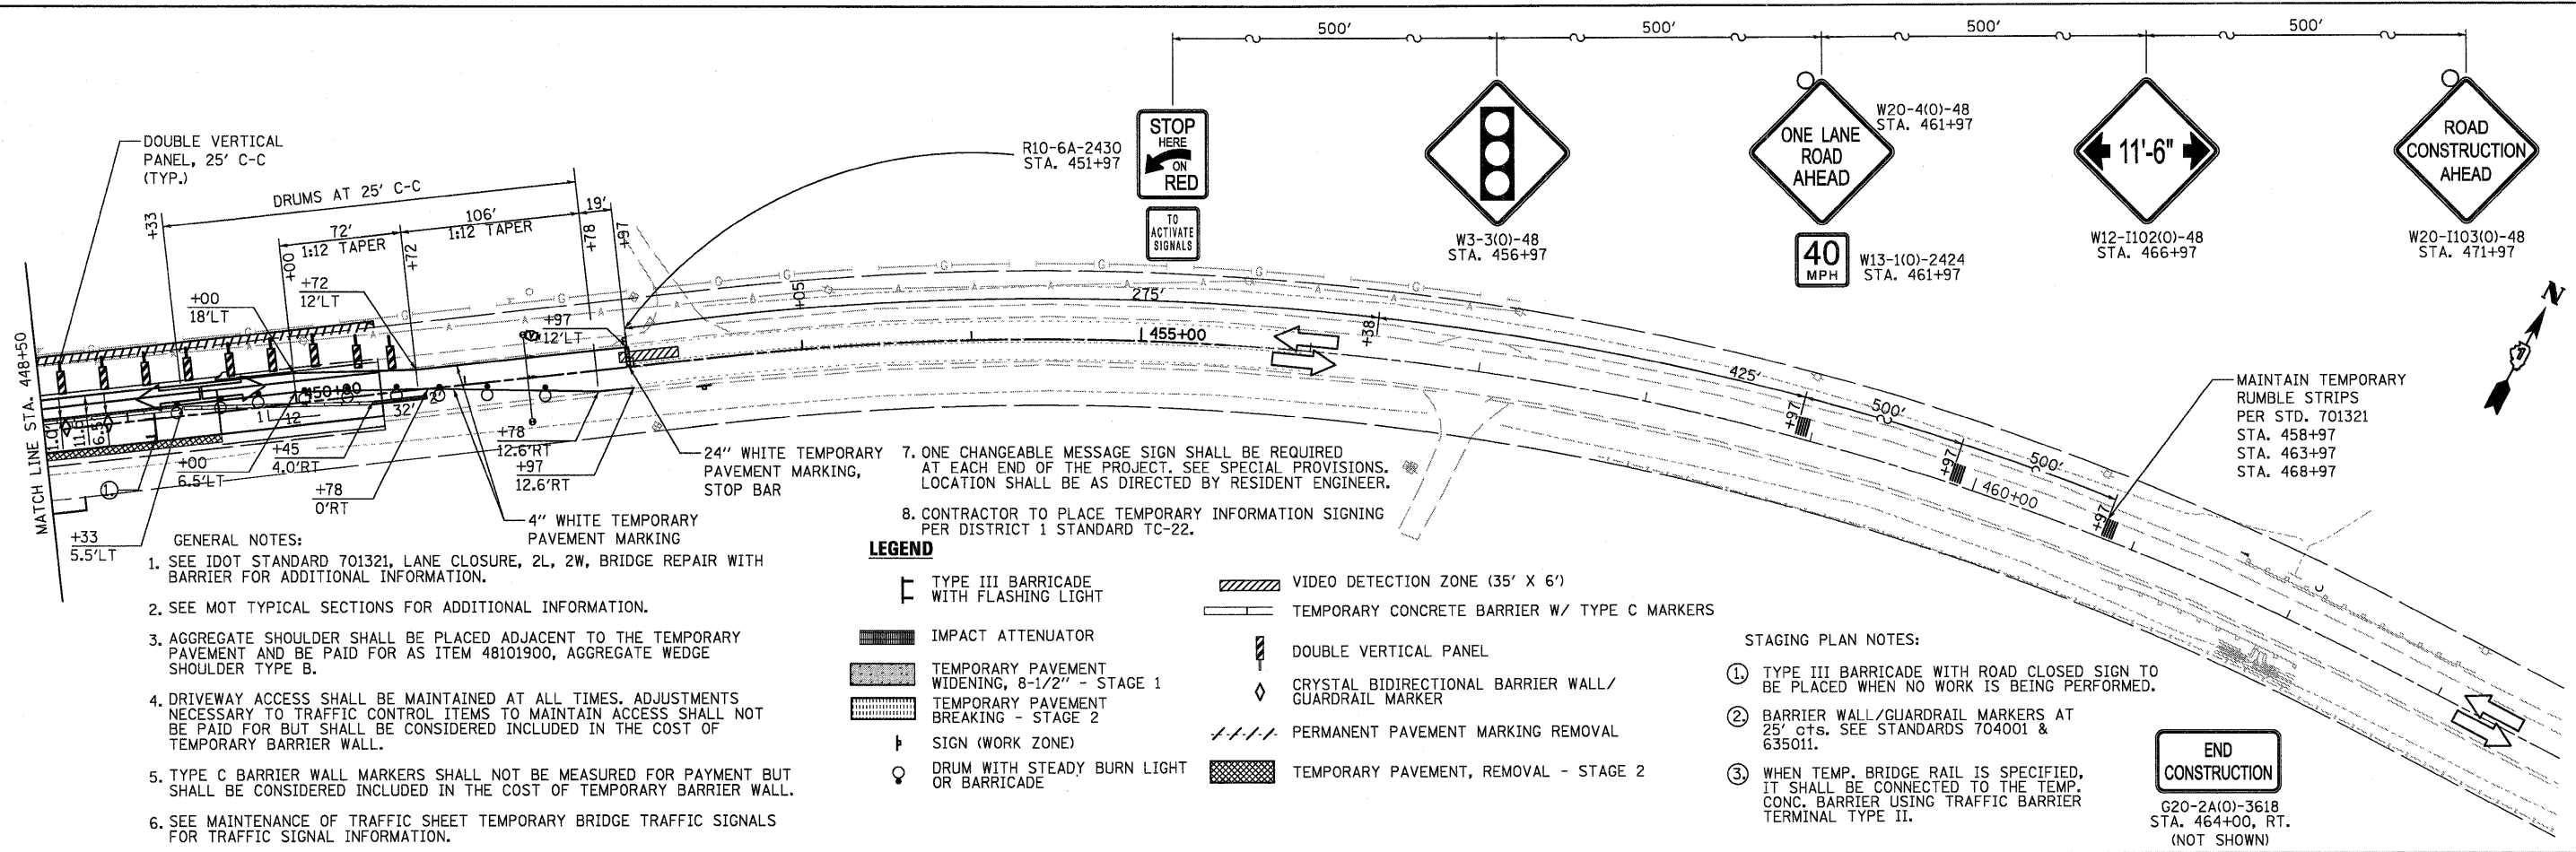 500'
500'
500'
500'
STOP
HERE
ON
RED
TO
ACTIVATE
SIGNALS
R10-6A-2430
STA. 451+97
W3-3(0)-48
STA. 456+97
ONE LANE
ROAD
AHEAD
W20-4(0)-48
STA. 461+97
40
MPH
W13-1(0)-2424
STA. 461+97
11'-6"
W12-I102(0)-48
STA. 466+97
ROAD
CONSTRUCTION
AHEAD
W20-I103(0)-48
STA. 471+97
N
DOUBLE VERTICAL
PANEL, 25' C-C
(TYP.)
DRUMS AT 25' C-C
+33
72'
1:12 TAPER
106'
1:12 TAPER
19'
+00
+72
+78
+97
+00
18'LT
+72
12'LT
+97
12'LT
+05
275'
455+00
+38
425'
+97
500'
+97
500'
+97
460+00
MATCH LINE STA. 448+50
450+00
32'
12
11.6'
6.5'
+00
6.5'LT
+45
4.0'RT
+78
0'RT
+78
12.6'RT
+97
12.6'RT
1.
+33
5.5'LT
24" WHITE TEMPORARY
PAVEMENT MARKING,
STOP BAR
4" WHITE TEMPORARY
PAVEMENT MARKING
MAINTAIN TEMPORARY
RUMBLE STRIPS
PER STD. 701321
STA. 458+97
STA. 463+97
STA. 468+97
GENERAL NOTES:
1. SEE IDOT STANDARD 701321, LANE CLOSURE, 2L, 2W, BRIDGE REPAIR WITH
BARRIER FOR ADDITIONAL INFORMATION.
2. SEE MOT TYPICAL SECTIONS FOR ADDITIONAL INFORMATION.
3. AGGREGATE SHOULDER SHALL BE PLACED ADJACENT TO THE TEMPORARY
PAVEMENT AND BE PAID FOR AS ITEM 48101900, AGGREGATE WEDGE
SHOULDER TYPE B.
4. DRIVEWAY ACCESS SHALL BE MAINTAINED AT ALL TIMES. ADJUSTMENTS
NECESSARY TO TRAFFIC CONTROL ITEMS TO MAINTAIN ACCESS SHALL NOT
BE PAID FOR BUT SHALL BE CONSIDERED INCLUDED IN THE COST OF
TEMPORARY BARRIER WALL.
5. TYPE C BARRIER WALL MARKERS SHALL NOT BE MEASURED FOR PAYMENT BUT
SHALL BE CONSIDERED INCLUDED IN THE COST OF TEMPORARY BARRIER WALL.
6. SEE MAINTENANCE OF TRAFFIC SHEET TEMPORARY BRIDGE TRAFFIC SIGNALS
FOR TRAFFIC SIGNAL INFORMATION.
7. ONE CHANGEABLE MESSAGE SIGN SHALL BE REQUIRED
AT EACH END OF THE PROJECT. SEE SPECIAL PROVISIONS.
LOCATION SHALL BE AS DIRECTED BY RESIDENT ENGINEER.
8. CONTRACTOR TO PLACE TEMPORARY INFORMATION SIGNING
PER DISTRICT 1 STANDARD TC-22.
LEGEND
TYPE III BARRICADE
WITH FLASHING LIGHT
IMPACT ATTENUATOR
TEMPORARY PAVEMENT
WIDENING, 8-1/2" - STAGE 1
TEMPORARY PAVEMENT
BREAKING - STAGE 2
SIGN (WORK ZONE)
DRUM WITH STEADY BURN LIGHT
OR BARRICADE
VIDEO DETECTION ZONE (35' X 6')
TEMPORARY CONCRETE BARRIER W/ TYPE C MARKERS
DOUBLE VERTICAL PANEL
CRYSTAL BIDIRECTIONAL BARRIER WALL/
GUARDRAIL MARKER
PERMANENT PAVEMENT MARKING REMOVAL
TEMPORARY PAVEMENT, REMOVAL - STAGE 2
STAGING PLAN NOTES:
1. TYPE III BARRICADE WITH ROAD CLOSED SIGN TO
BE PLACED WHEN NO WORK IS BEING PERFORMED.
2. BARRIER WALL/GUARDRAIL MARKERS AT
25' cts. SEE STANDARDS 704001 &
635011.
3. WHEN TEMP. BRIDGE RAIL IS SPECIFIED,
IT SHALL BE CONNECTED TO THE TEMP.
CONC. BARRIER USING TRAFFIC BARRIER
TERMINAL TYPE II.
END
CONSTRUCTION
G20-2A(0)-3618
STA. 464+00, RT.
(NOT SHOWN)